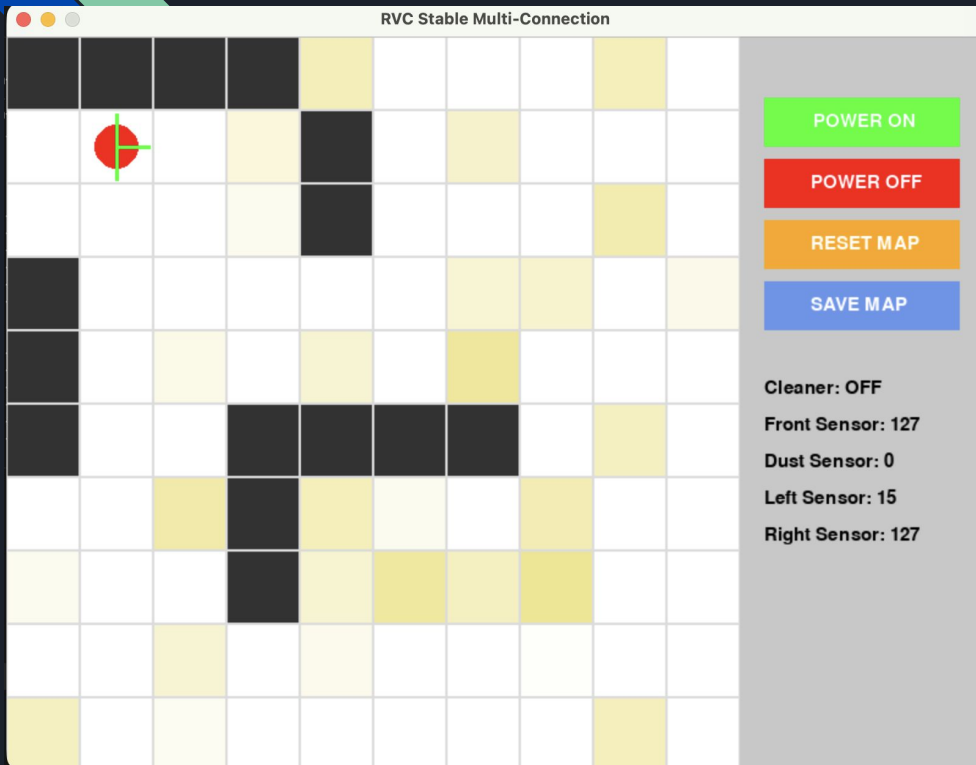 RVC Stable Multi-Connection
POWER ON
POWER OFF
RESET MAP
SAVE MAP
Cleaner: OFF
Front Sensor: 127
Dust Sensor: 0
Left Sensor: 15
Right Sensor: 127